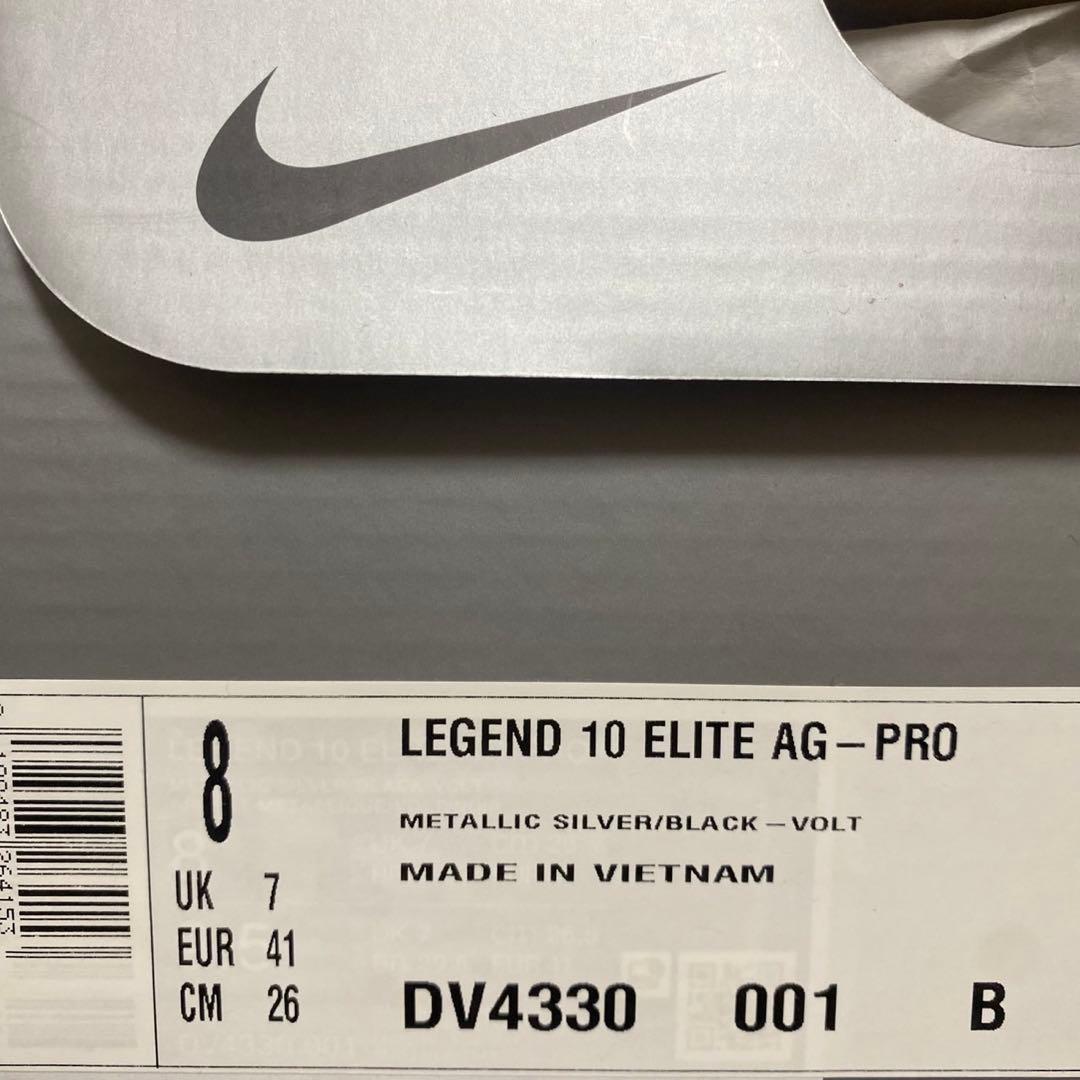 8
UK 7
EUR 41
CM 26
LEGEND 10 ELITE AG-PRO
METALLIC SILVER/BLACK-VOLT
MADE IN VIETNAM
DV4330 001 B